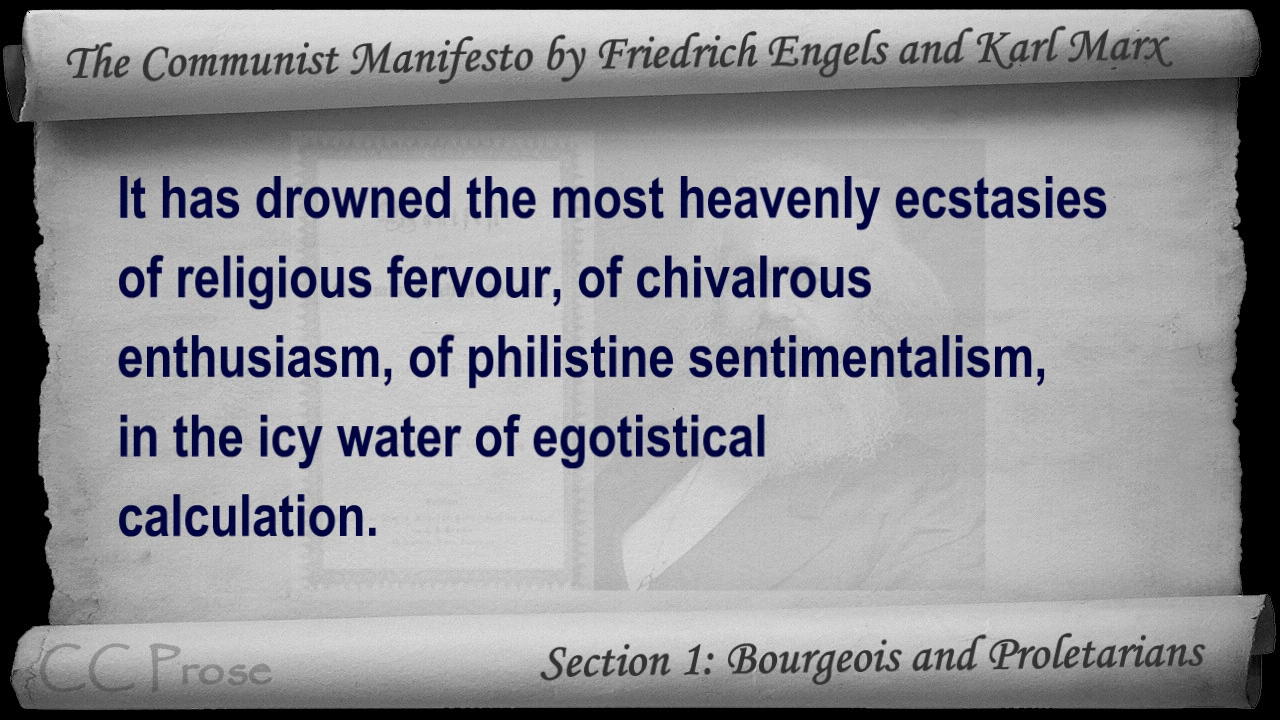 The Communist Manifesto by Friedrich Engels and Karl Marx
It has drowned the most heavenly ecstasies
of religious fervour, of chivalrous
enthusiasm, of philistine sentimentalism,
in the icy water of egotistical
calculation.
CC Prose
Section 1: Bourgeois and Proletarians